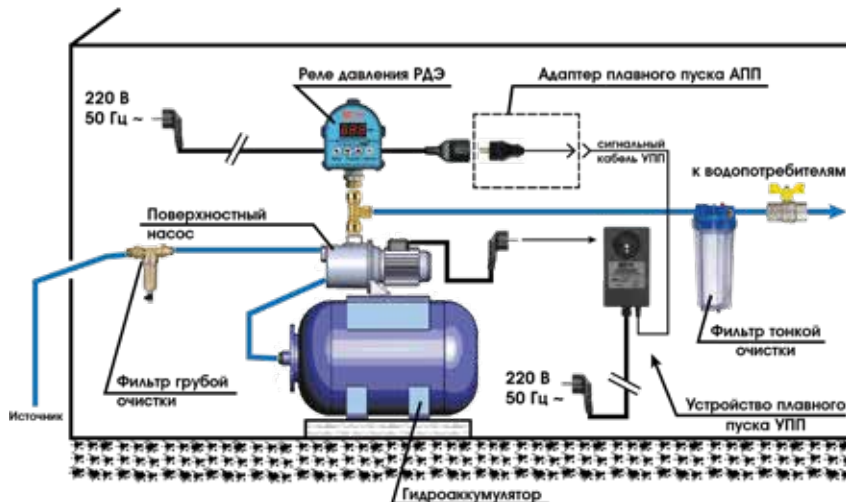 Реле давления РДЭ
Адаптер плавного пуска АПП
220 В
50 Гц ~
сигнальный
кабель УПП
к водопотребителям
Поверхностный
насос
Фильтр тонкой
очистки
Фильтр грубой
очистки
220 В
50 Гц ~
Источник
Устройство плавного
пуска УПП
Гидроаккумулятор